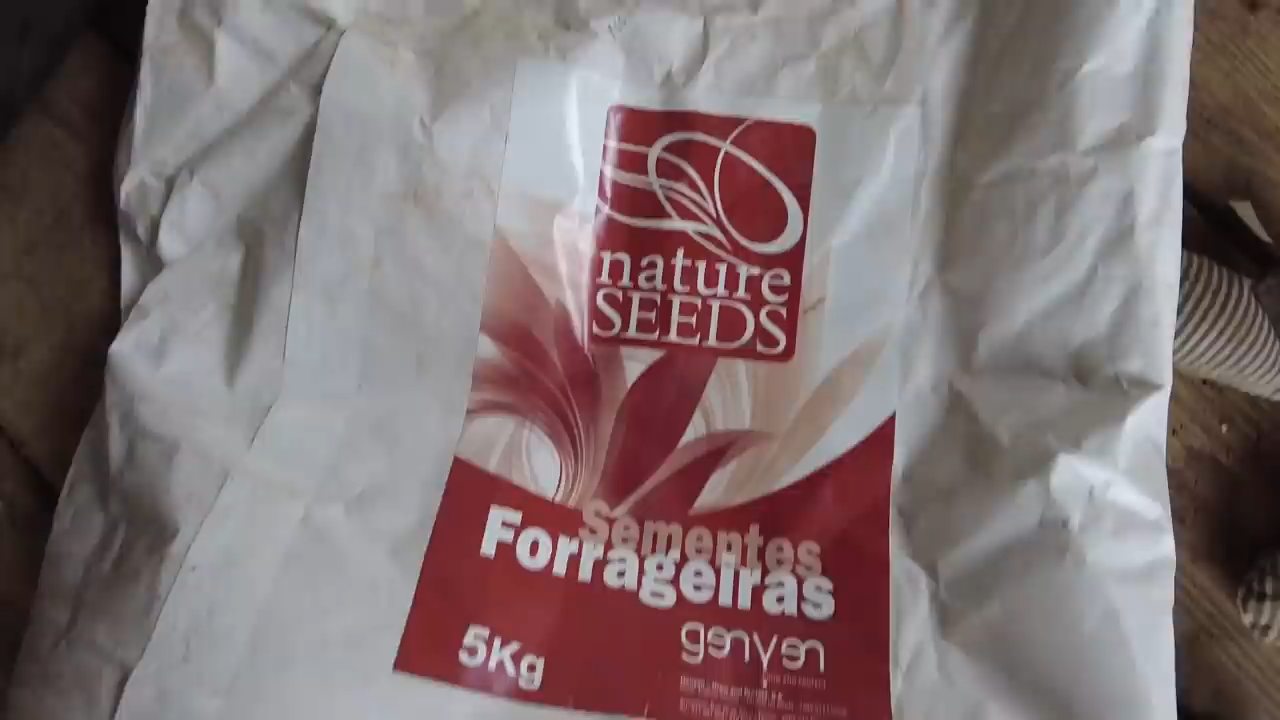 nature
SEEDS
Sementes
Forrageiras
5Kg
genyen